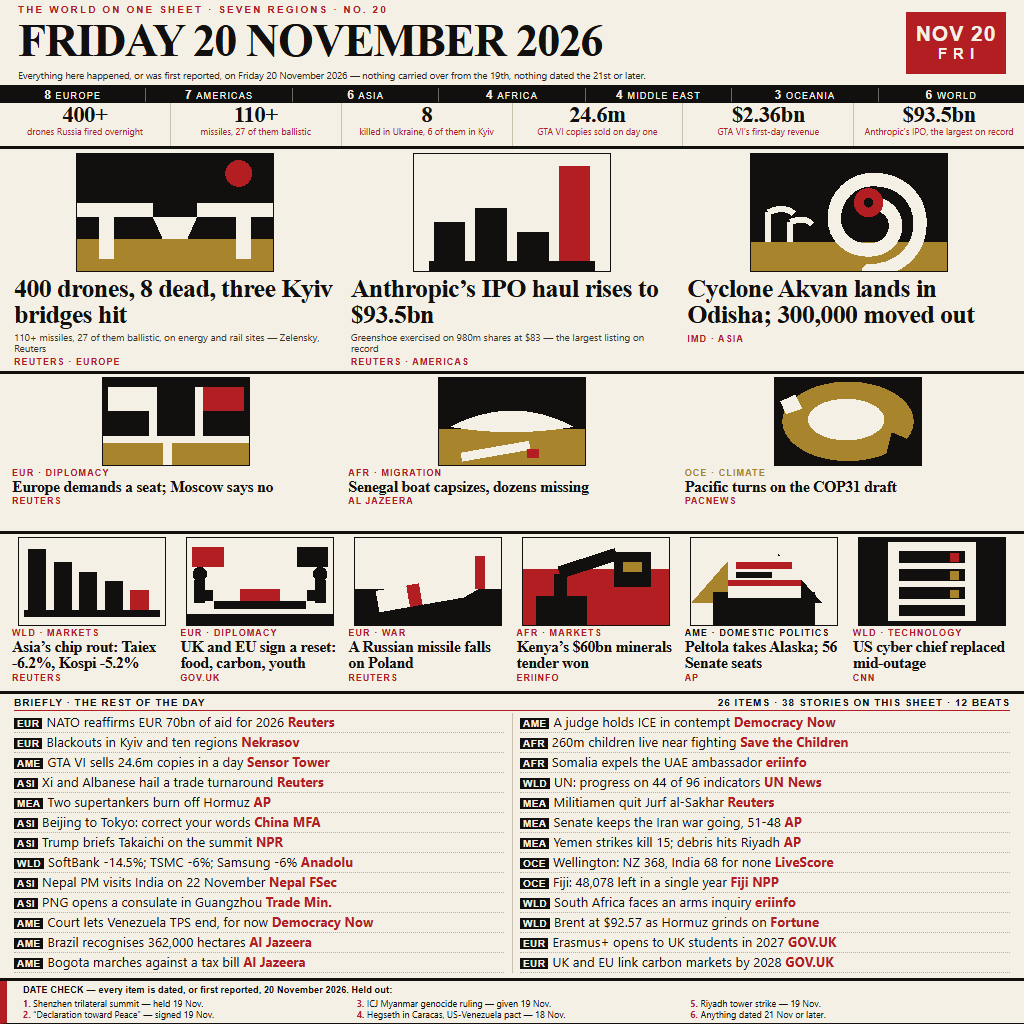 THE WORLD ON ONE SHEET · SEVEN REGIONS · NO. 20
FRIDAY 20 NOVEMBER 2026
NOV 20
FRI
Everything here happened, or was first reported, on Friday 20 November 2026 — nothing carried over from the 19th, nothing dated the 21st or later.
8 EUROPE
7 AMERICAS
6 ASIA
4 AFRICA
4 MIDDLE EAST
3 OCEANIA
6 WORLD
400+
drones Russia fired overnight
110+
missiles, 27 of them ballistic
8
killed in Ukraine, 6 of them in Kyiv
24.6m
GTA VI copies sold on day one
$2.36bn
GTA VI's first-day revenue
$93.5bn
Anthropic's IPO, the largest on record
400 drones, 8 dead, three Kyiv
bridges hit
110+ missiles, 27 of them ballistic, on energy and rail sites — Zelensky,
Reuters
REUTERS · EUROPE
Anthropic’s IPO haul rises to
$93.5bn
Greenshoe exercised on 980m shares at $83 — the largest listing on
record
REUTERS · AMERICAS
Cyclone Akvan lands in
Odisha; 300,000 moved out
IMD · ASIA
EUR · DIPLOMACY
Europe demands a seat; Moscow says no
REUTERS
AFR · MIGRATION
Senegal boat capsizes, dozens missing
AL JAZEERA
OCE · CLIMATE
Pacific turns on the COP31 draft
PACNEWS
WLD · MARKETS
Asia’s chip rout: Taiex
-6.2%, Kospi -5.2%
REUTERS
EUR · DIPLOMACY
UK and EU sign a reset:
food, carbon, youth
GOV.UK
EUR · WAR
A Russian missile falls
on Poland
REUTERS
AFR · MARKETS
Kenya’s $60bn minerals
tender won
ERIINFO
AME · DOMESTIC POLITICS
Peltola takes Alaska; 56
Senate seats
AP
WLD · TECHNOLOGY
US cyber chief replaced
mid-outage
CNN
BRIEFLY · THE REST OF THE DAY
26 ITEMS · 38 STORIES ON THIS SHEET · 12 BEATS
EUR NATO reaffirms EUR 70bn of aid for 2026 Reuters
EUR Blackouts in Kyiv and ten regions Nekrasov
AME GTA VI sells 24.6m copies in a day Sensor Tower
ASI Xi and Albanese hail a trade turnaround Reuters
MEA Two supertankers burn off Hormuz AP
ASI Beijing to Tokyo: correct your words China MFA
ASI Trump briefs Takaichi on the summit NPR
WLD SoftBank -14.5%; TSMC -6%; Samsung -6% Anadolu
ASI Nepal PM visits India on 22 November Nepal FSec
ASI PNG opens a consulate in Guangzhou Trade Min.
AME Court lets Venezuela TPS end, for now Democracy Now
AME Brazil recognises 362,000 hectares Al Jazeera
AME Bogota marches against a tax bill Al Jazeera
AME A judge holds ICE in contempt Democracy Now
AFR 260m children live near fighting Save the Children
AFR Somalia expels the UAE ambassador eriinfo
WLD UN: progress on 44 of 96 indicators UN News
MEA Militiamen quit Jurf al-Sakhar Reuters
MEA Senate keeps the Iran war going, 51-48 AP
MEA Yemen strikes kill 15; debris hits Riyadh AP
OCE Wellington: NZ 368, India 68 for none LiveScore
OCE Fiji: 48,078 left in a single year Fiji NPP
WLD South Africa faces an arms inquiry eriinfo
WLD Brent at $92.57 as Hormuz grinds on Fortune
EUR Erasmus+ opens to UK students in 2027 GOV.UK
EUR UK and EU link carbon markets by 2028 GOV.UK
DATE CHECK — every item is dated, or first reported, 20 November 2026. Held out:
1. Shenzhen trilateral summit — held 19 Nov.
2. "Declaration toward Peace" — signed 19 Nov.
3. ICJ Myanmar genocide ruling — given 19 Nov.
4. Hegseth in Caracas, US-Venezuela pact — 18 Nov.
5. Riyadh tower strike — 19 Nov.
6. Anything dated 21 Nov or later.